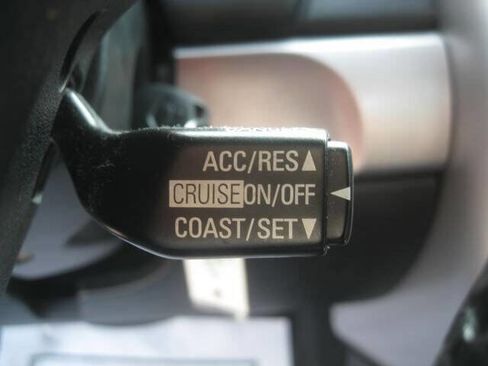 ACC/RES▲
CRUISE ON/OFF ◀
COAST/SET▼